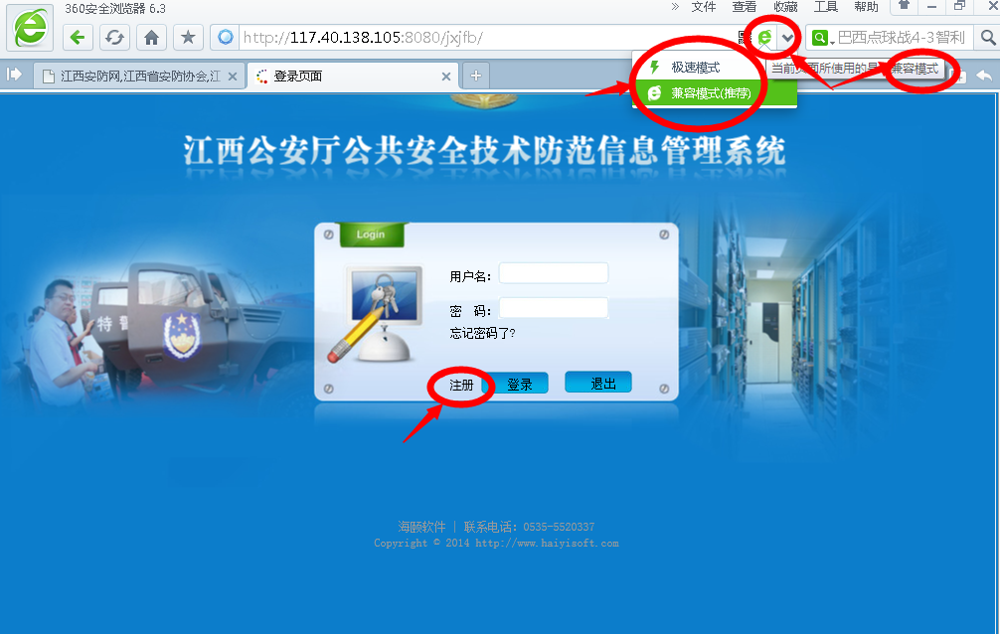 360安全浏览器 6.3
» 文件 查看 收藏 工具 帮助
http://117.40.138.105:8080/jxjfb/
巴西点球战4-3智利
江西安防网,江西省安防协会,江
登录页面
极速模式
当前页面所使用的是 兼容模式
兼容模式(推荐)
江西公安厅公共安全技术防范信息管理系统
Login
用户名:
特警
密 码:
忘记密码了?
注册 登录 退出
海颐软件 | 联系电话: 0535-5520337
Copyright © 2014 http://www.haiyisoft.com